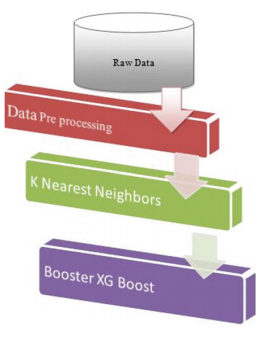 Raw Data
Data Pre processing
K Nearest Neighbors
Booster XG Boost